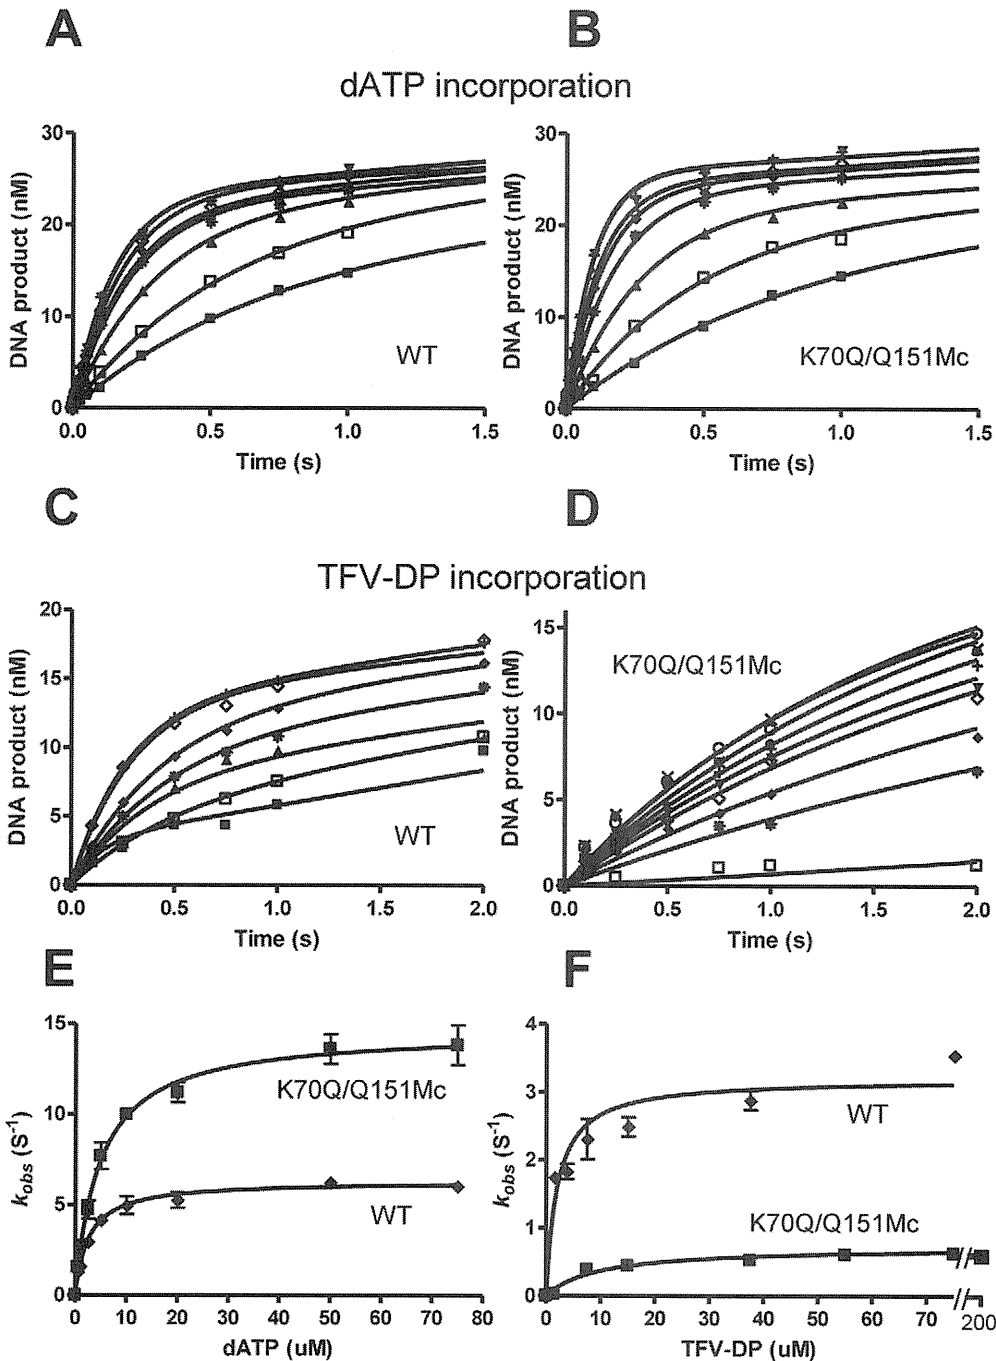 A B
dATP incorporation
30
20
10
0
DNA product (nM)
WT
0.0 0.5 1.0 1.5
Time (s)
30
20
10
0
DNA product (nM)
K70Q/Q151Mc
0.0 0.5 1.0 1.5
Time (s)
C D
TFV-DP incorporation
20
15
10
5
0
DNA product (nM)
WT
0.0 0.5 1.0 1.5 2.0
Time (s)
15
10
5
0
DNA product (nM)
K70Q/Q151Mc
0.0 0.5 1.0 1.5 2.0
Time (s)
E F
15
10
5
0
kobs (S-1)
K70Q/Q151Mc
WT
0 10 20 30 40 50 60 70 80
dATP (uM)
4
3
2
1
0
kobs (S-1)
WT
K70Q/Q151Mc
0 10 20 30 40 50 60 70 200
TFV-DP (uM)